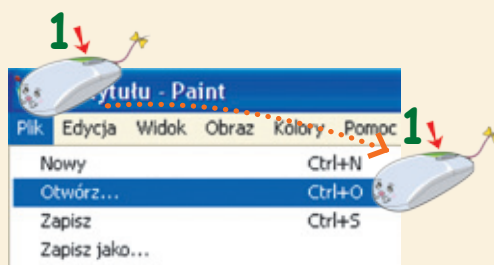 1
tytułu - Paint
Plik Edycja Widok Obraz Kolory Pomoc
1
Nowy Ctrl+N
Otwórz... Ctrl+O
Zapisz Ctrl+S
Zapisz jako...